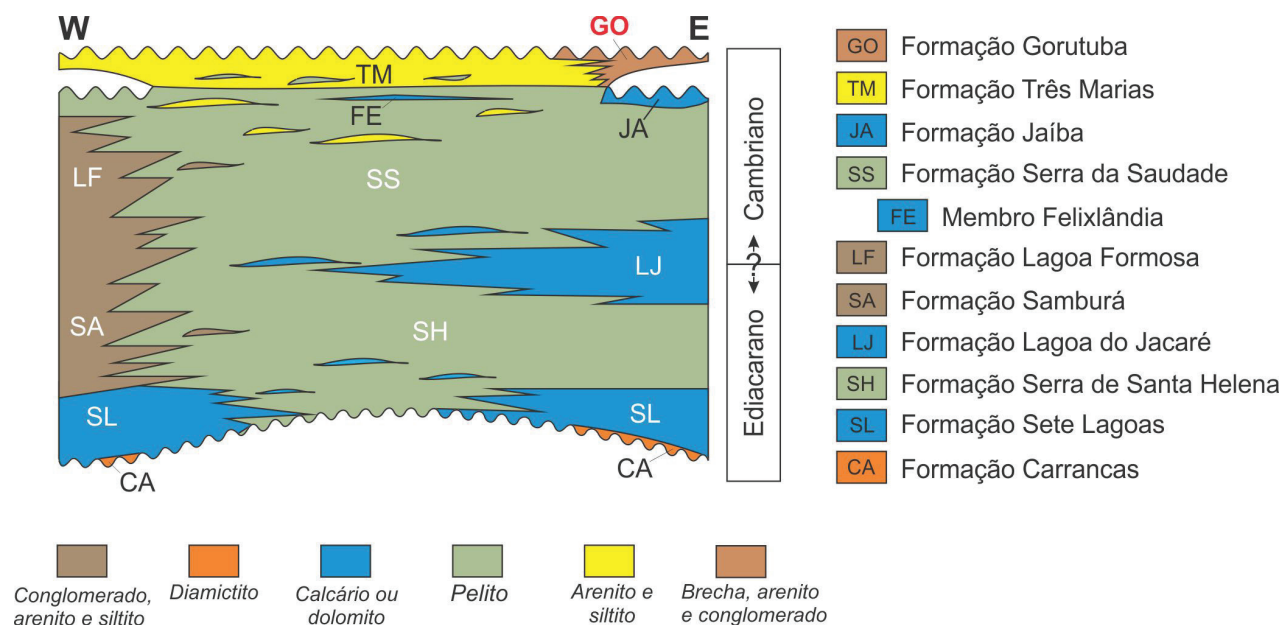 W
GO
E
TM
FE
JA
LF
SS
LJ
SA
SH
SL
SL
CA
CA
Cambriano
?
Ediacarano
GO Formação Gorutuba
TM Formação Três Marias
JA Formação Jaíba
SS Formação Serra da Saudade
FE Membro Felixlândia
LF Formação Lagoa Formosa
SA Formação Samburá
LJ Formação Lagoa do Jacaré
SH Formação Serra de Santa Helena
SL Formação Sete Lagoas
CA Formação Carrancas
Conglomerado,
arenito e siltito
Diamictito
Calcário ou
dolomito
Pelito
Arenito e
siltito
Brecha, arenito
e conglomerado